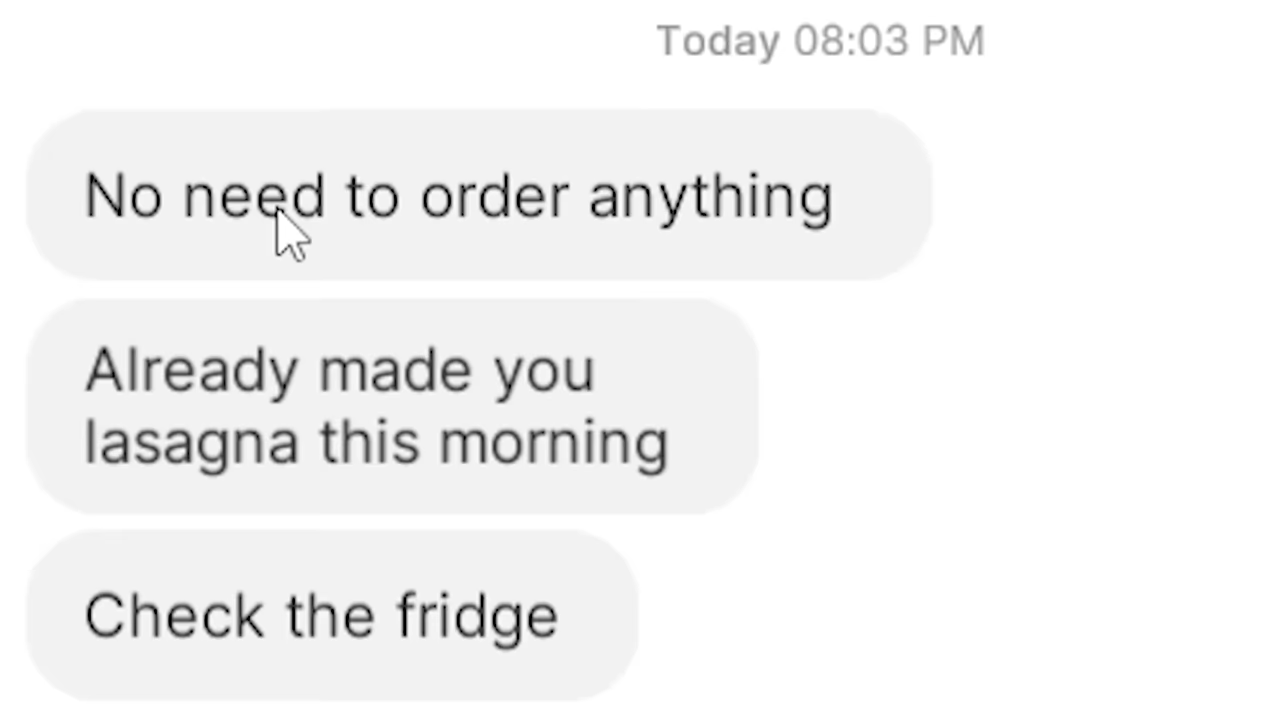 Today 08:03 PM
No need to order anything
Already made you
lasagna this morning
Check the fridge